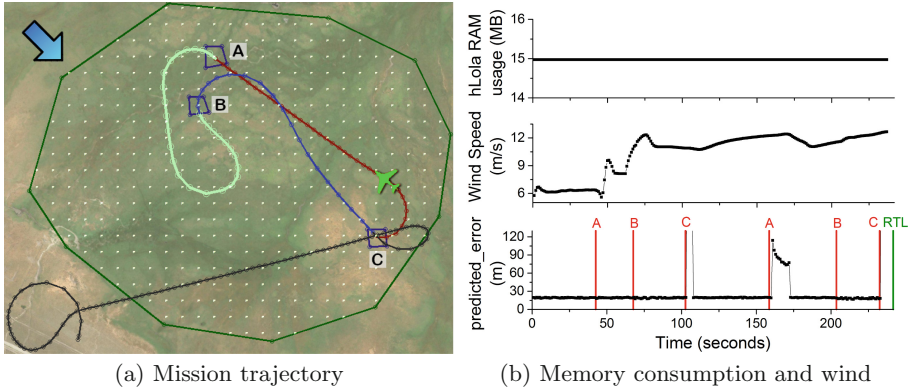 A
B
C
(a) Mission trajectory
hLola RAM
usage (MB)
16
15
14
Wind Speed
(m/s)
12
9
6
predicted_error
(m)
120
90
60
30
0
A
B
C
A
B
C
RTL
0
50
100
150
200
Time (seconds)
(b) Memory consumption and wind